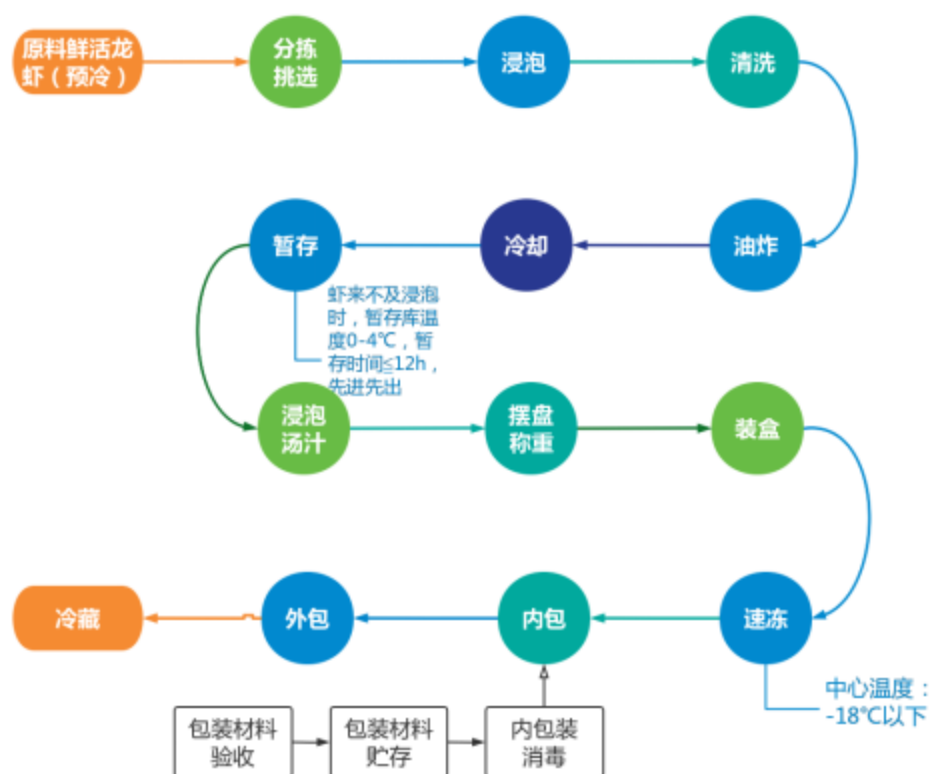 原料鲜活龙
虾（预冷）
分拣
挑选
浸泡
清洗
油炸
冷却
暂存
虾来不及浸泡
时，暂存库温
度0-4℃，暂
存时间≤12h，
先进先出
浸泡
汤汁
摆盘
称重
装盒
速冻
中心温度：
-18℃以下
内包
外包
冷藏
包装材料
验收
包装材料
贮存
内包装
消毒